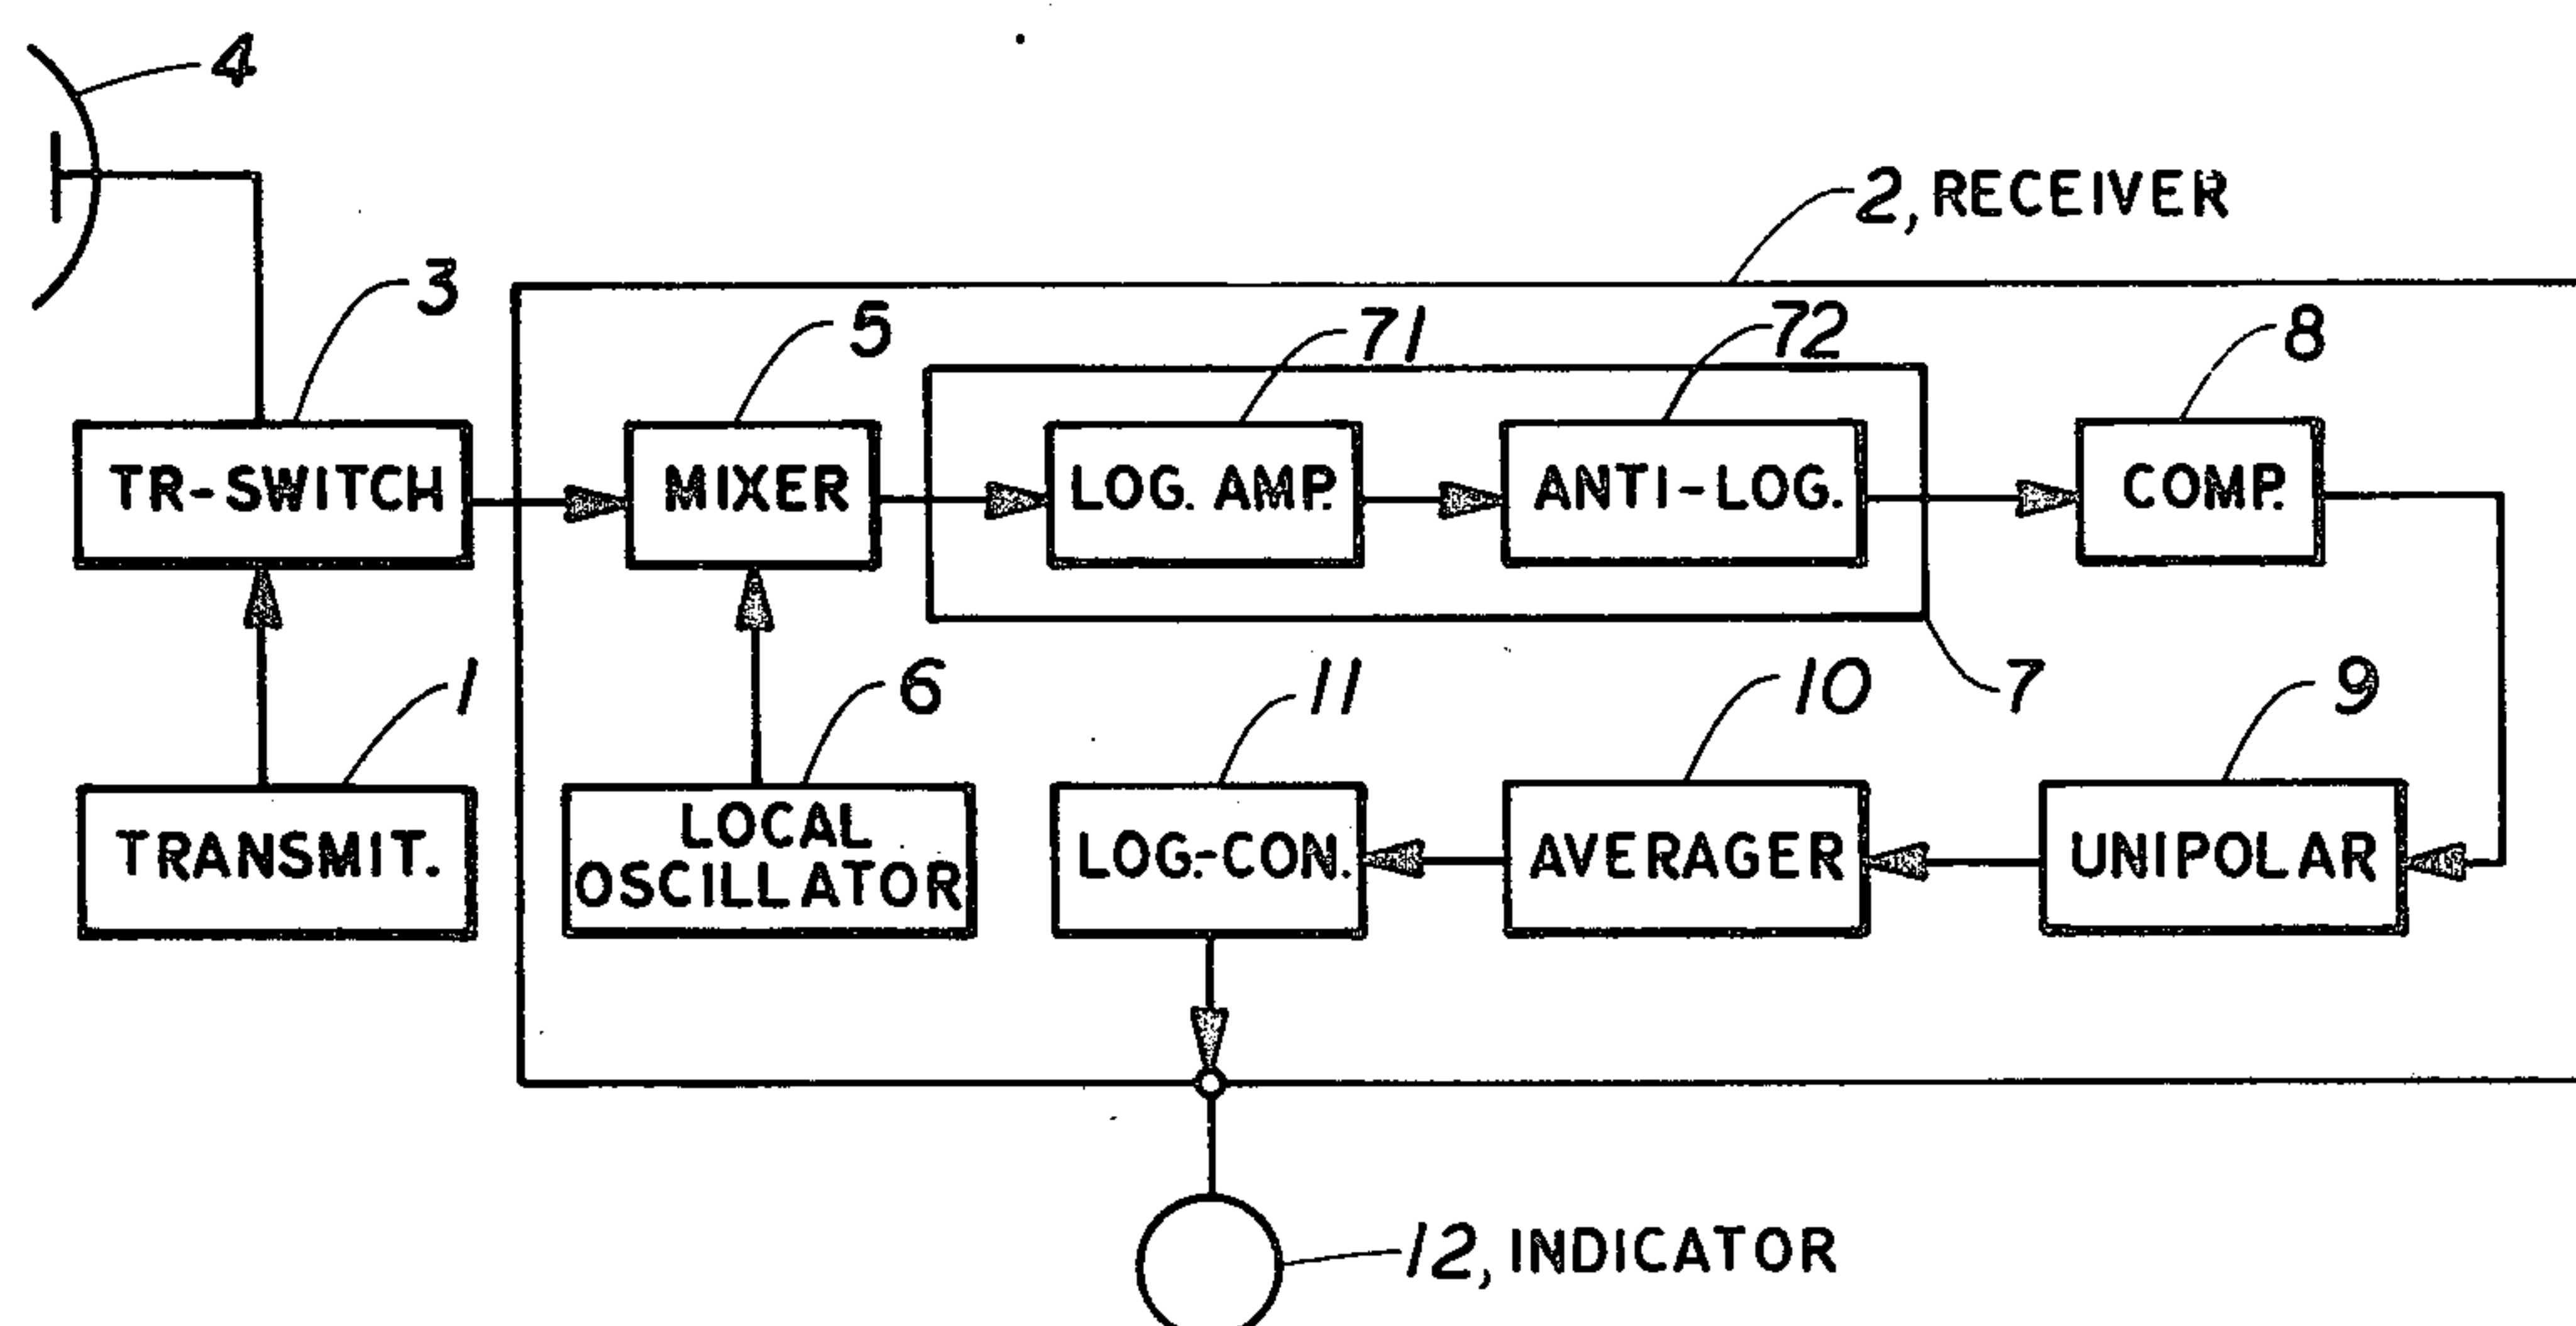 4
2, RECEIVER
3
5
71
72
8
TR-SWITCH
MIXER
LOG. AMP.
ANTI-LOG.
COMP.
1
6
11
10
7
9
TRANSMIT.
LOCAL
OSCILLATOR
LOG.-CON.
AVERAGER
UNIPOLAR
12, INDICATOR